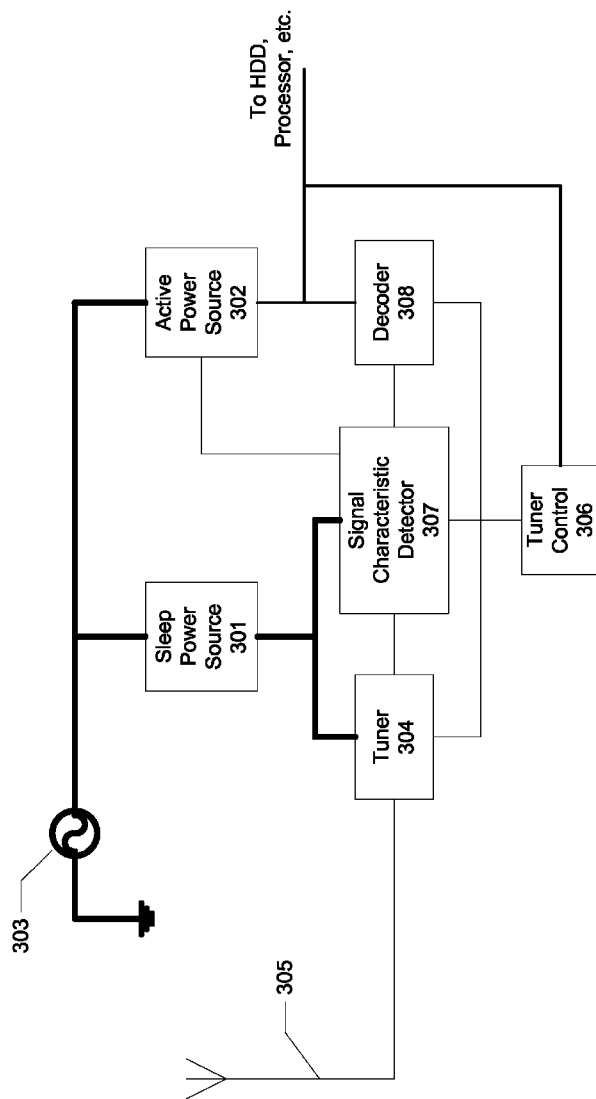 303
To HDD,
Processor, etc.
Sleep
Power
Source
301
Active
Power
Source
302
305
Tuner
304
Signal
Characteristic
Detector
307
Decoder
308
Tuner
Control
306